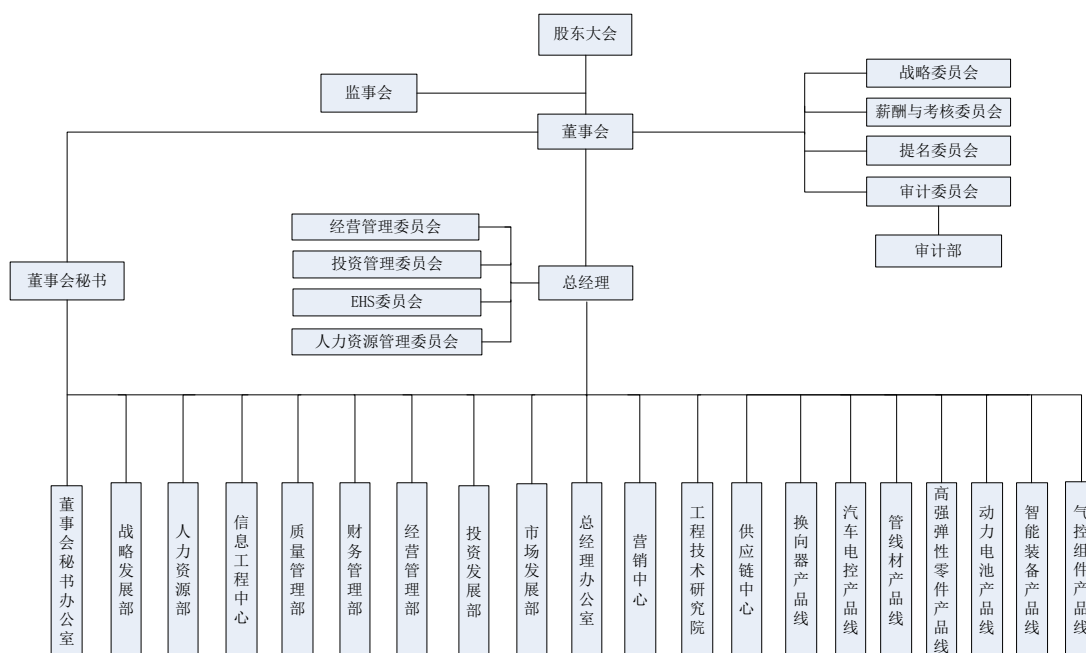 股东大会
监事会
战略委员会
薪酬与考核委员会
董事会
提名委员会
审计委员会
经营管理委员会
审计部
投资管理委员会
董事会秘书
总经理
EHS委员会
人力资源管理委员会
董事会秘书办公室
战略发展部
人力资源部
信息工程中心
质量管理部
财务管理部
经营管理部
投资发展部
市场发展部
总经理办公室
营销中心
工程技术研究院
供应链中心
换向器产品线
汽车电控产品线
管线材产品线
高强弹性零件产品线
动力电池产品线
智能装备产品线
气控组件产品线